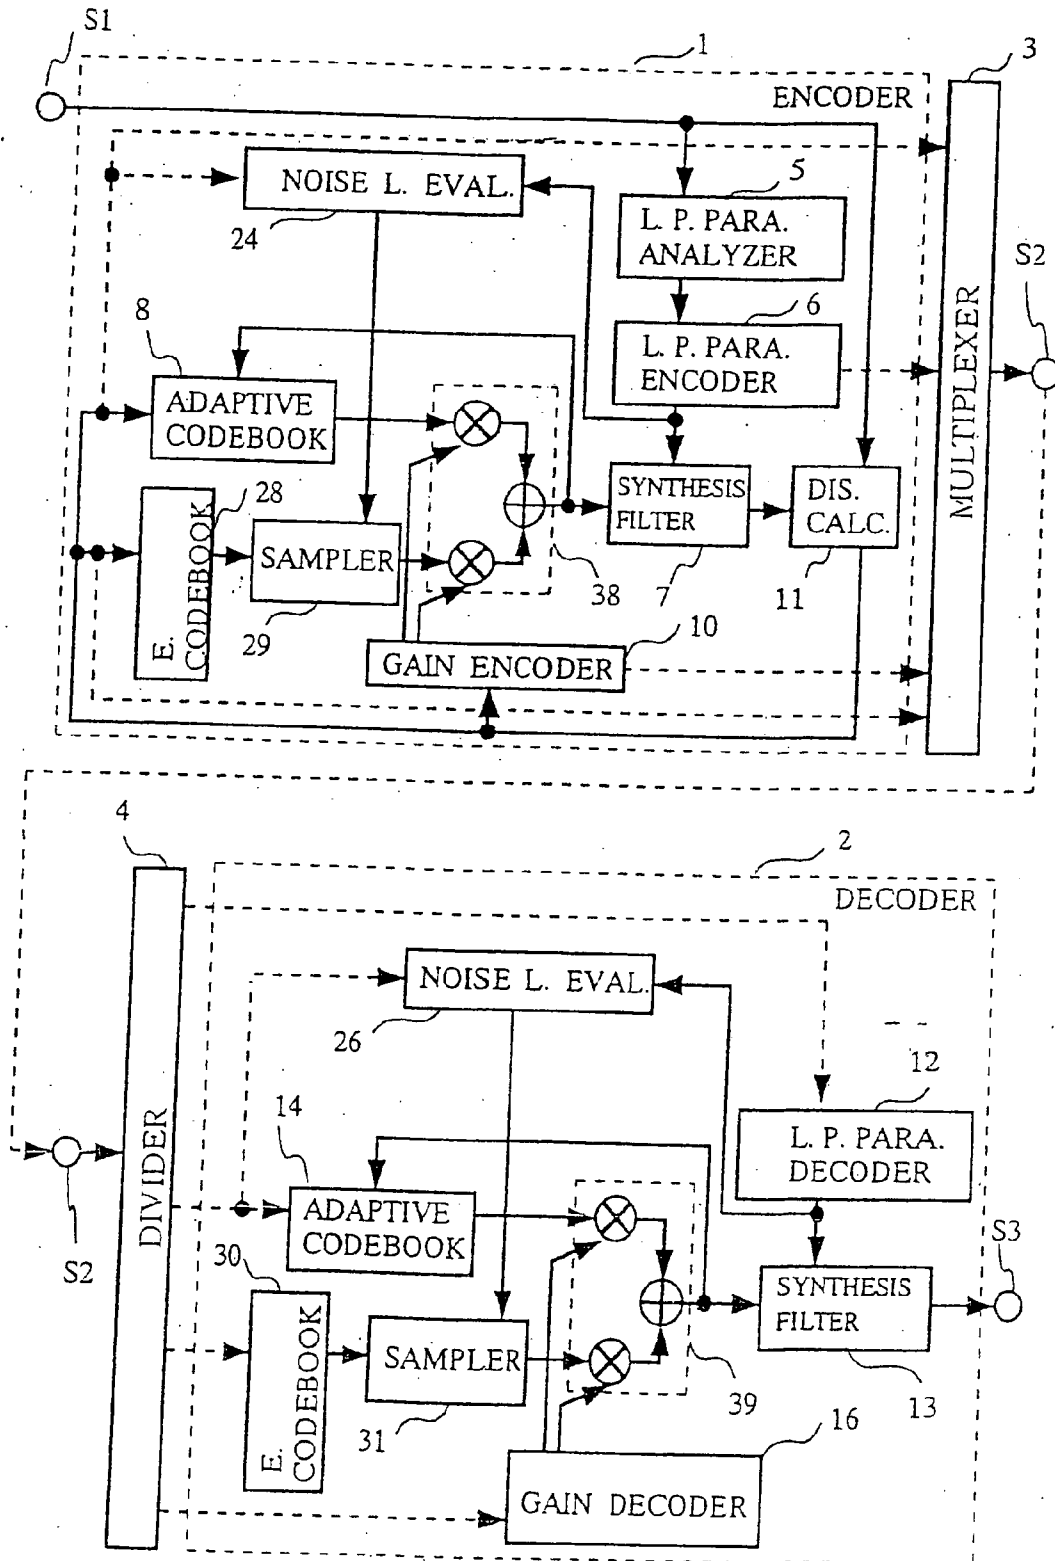 S1
1
3
ENCODER
NOISE L. EVAL.
24
5
L. P. PARA.
ANALYZER
S2
6
L. P. PARA.
ENCODER
8
ADAPTIVE
CODEBOOK
MULTIPLEXER
28
E.
CODEBOOK
SAMPLER
29
SYNTHESIS
FILTER
7
DIS.
CALC.
11
38
10
GAIN ENCODER
4
2
DECODER
NOISE L. EVAL.
26
12
L. P. PARA.
DECODER
14
ADAPTIVE
CODEBOOK
DIVIDER
S2
S3
30
E.
CODEBOOK
SAMPLER
31
SYNTHESIS
FILTER
13
39
16
GAIN DECODER